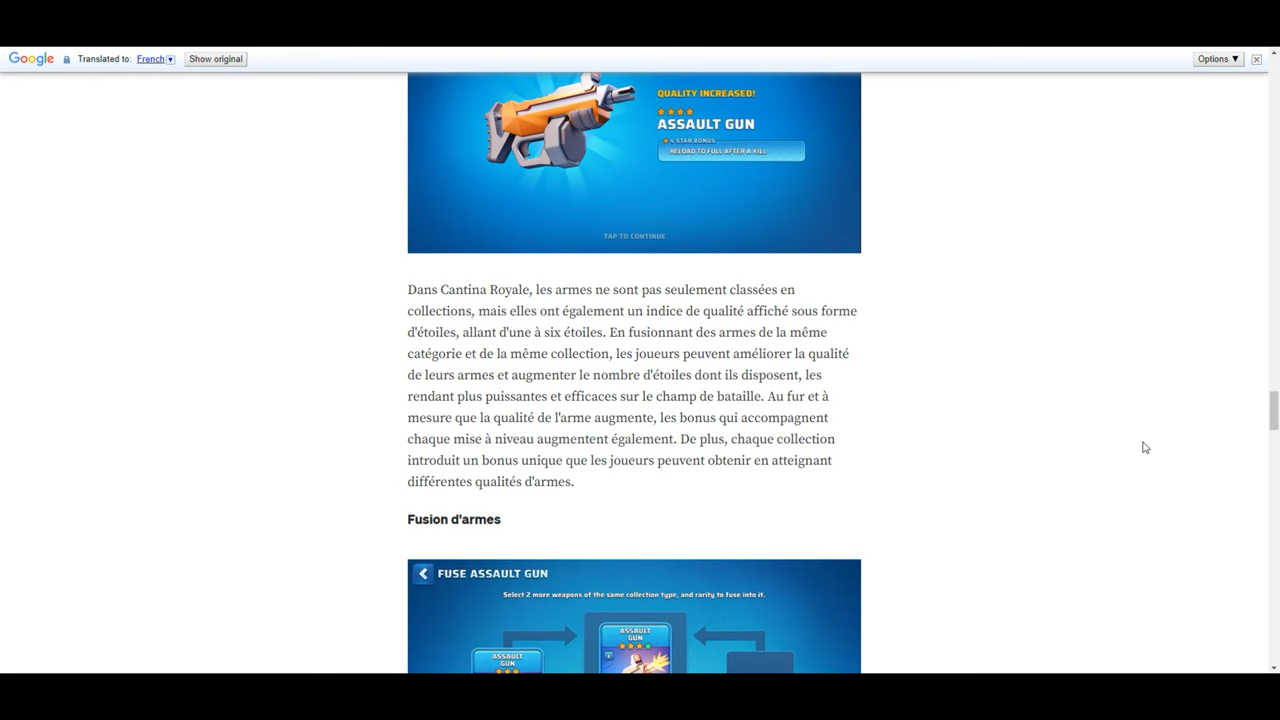 Google Translated to: French ▼ Show original Options ▼
QUALITY INCREASED!
ASSAULT GUN
4 STAR BONUS
RELOAD TO FULL AFTER A KILL
TAP TO CONTINUE
Dans Cantina Royale, les armes ne sont pas seulement classées en
collections, mais elles ont également un indice de qualité affiché sous forme
d'étoiles, allant d'une à six étoiles. En fusionnant des armes de la même
catégorie et de la même collection, les joueurs peuvent améliorer la qualité
de leurs armes et augmenter le nombre d'étoiles dont ils disposent, les
rendant plus puissantes et efficaces sur le champ de bataille. Au fur et à
mesure que la qualité de l'arme augmente, les bonus qui accompagnent
chaque mise à niveau augmentent également. De plus, chaque collection
introduit un bonus unique que les joueurs peuvent obtenir en atteignant
différentes qualités d'armes.
Fusion d'armes
FUSE ASSAULT GUN
Select 2 more weapons of the same collection type, and rarity to fuse into it.
ASSAULT
GUN
ASSAULT
GUN